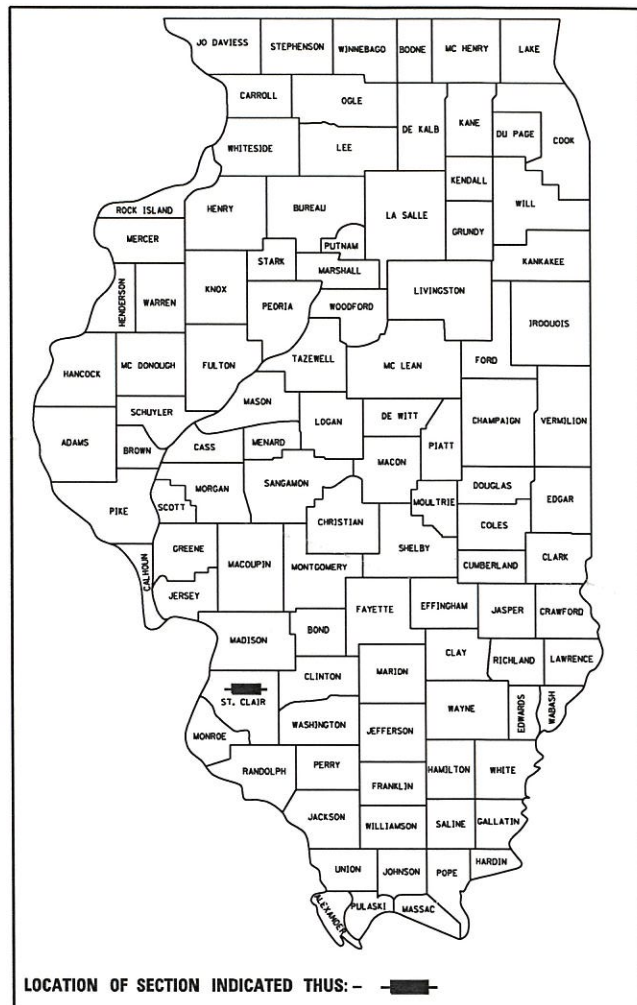 JO DAVIESS STEPHENSON WINNEBAGO BOONE MC HENRY LAKE
CARROLL OGLE DE KALB KANE DU PAGE COOK
WHITESIDE LEE KENDALL WILL
ROCK ISLAND HENRY BUREAU LA SALLE GRUNDY
MERCER STARK PUTNAM KANKAKEE
HENDERSON WARREN KNOX MARSHALL LIVINGSTON
PEORIA WOODFORD IROQUOIS
HANCOCK MC DONOUGH FULTON TAZEWELL MC LEAN FORD
MASON
SCHUYLER LOGAN DE WITT CHAMPAIGN VERMILION
ADAMS BROWN CASS MENARD PIATT
MACON
PIKE SCOTT MORGAN SANGAMON MOULTRIE DOUGLAS EDGAR
CHRISTIAN COLES
CALHOUN GREENE MACOUPIN MONTGOMERY SHELBY CUMBERLAND CLARK
JERSEY FAYETTE EFFINGHAM JASPER CRAWFORD
MADISON BOND
CLAY RICHLAND LAWRENCE
CLINTON MARION
ST. CLAIR WAYNE EDWARDS WABASH
MONROE WASHINGTON JEFFERSON
RANDOLPH PERRY HAMILTON WHITE
FRANKLIN
JACKSON WILLIAMSON SALINE GALLATIN
UNION JOHNSON POPE HARDIN
ALEXANDER PULASKI MASSAC
LOCATION OF SECTION INDICATED THUS: -